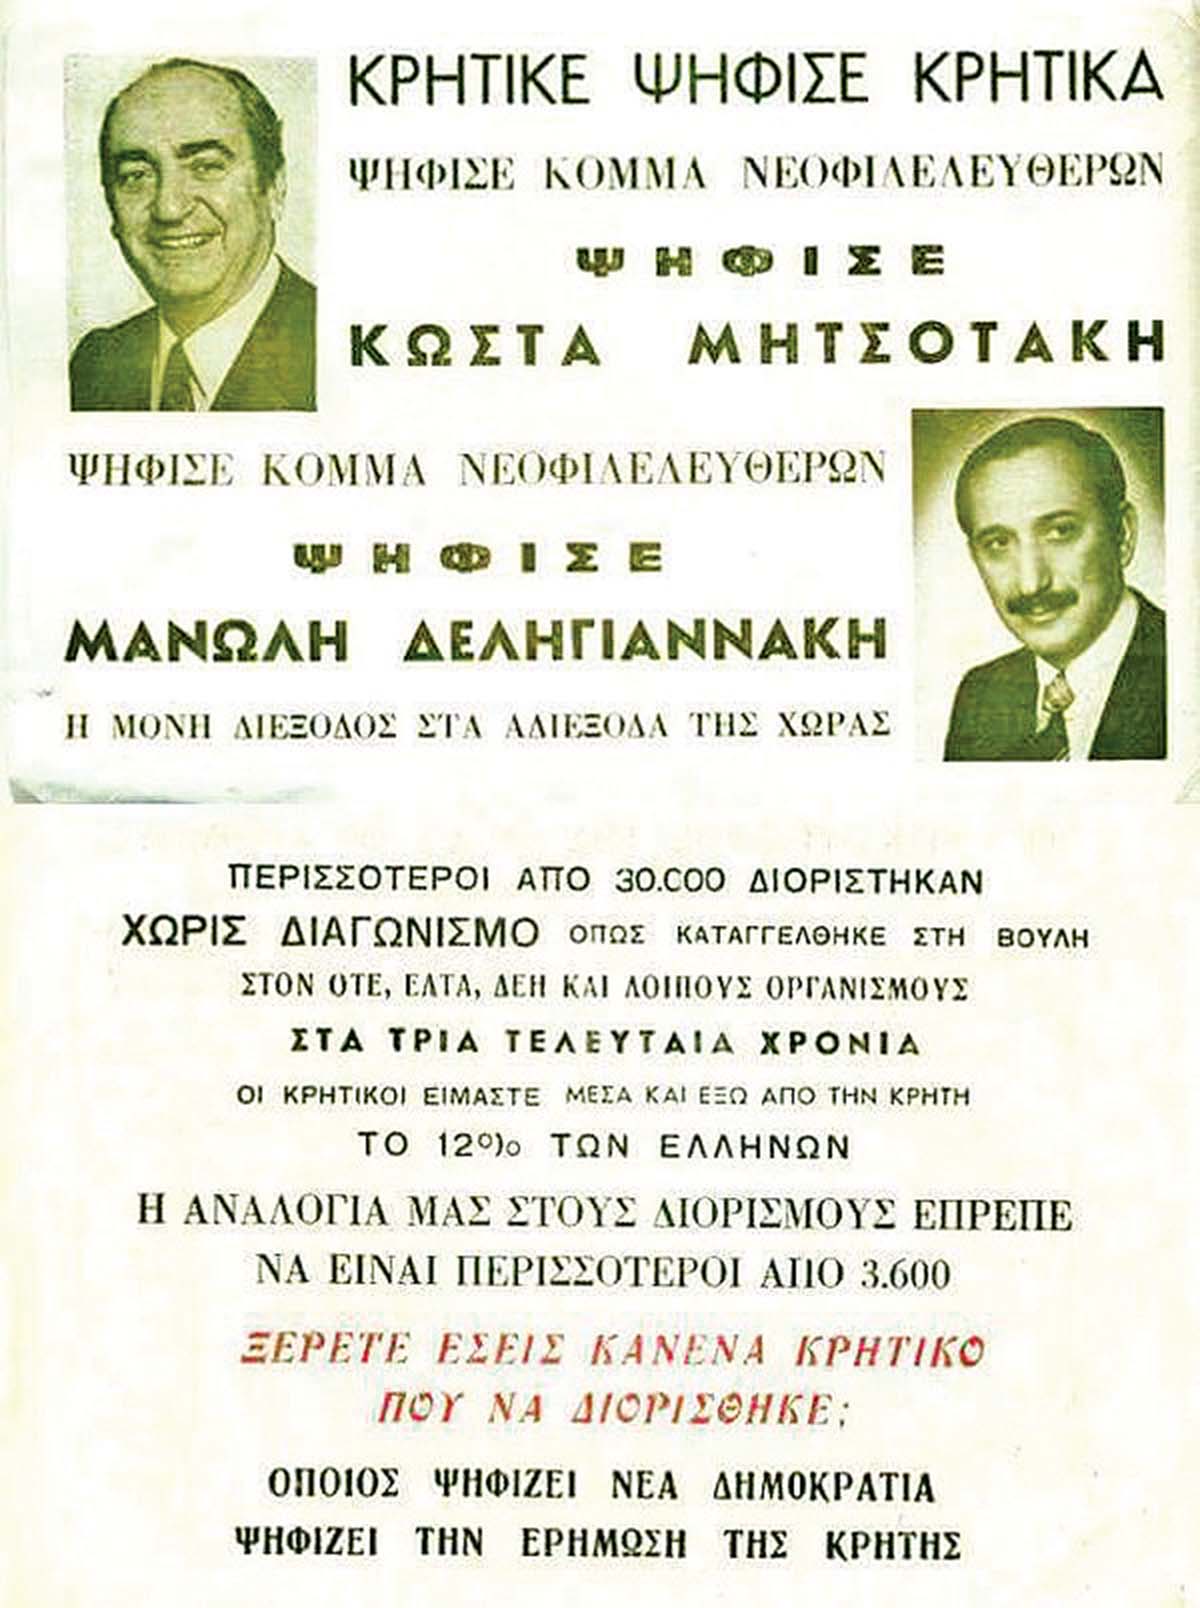 ΚΡΗΤΙΚΕ ΨΗΦΙΣΕ ΚΡΗΤΙΚΑ
ΨΗΦΙΣΕ ΚΟΜΜΑ ΝΕΟΦΙΛΕΛΕΥΘΕΡΩΝ
ΨΗΦΙΣΕ
ΚΩΣΤΑ ΜΗΤΣΟΤΑΚΗ
ΨΗΦΙΣΕ ΚΟΜΜΑ ΝΕΟΦΙΛΕΛΕΥΘΕΡΩΝ
ΨΗΦΙΣΕ
ΜΑΝΩΛΗ ΔΕΛΗΓΙΑΝΝΑΚΗ
Η ΜΟΝΗ ΔΙΕΞΟΔΟΣ ΣΤΑ ΑΔΙΕΞΟΔΑ ΤΗΣ ΧΩΡΑΣ
ΠΕΡΙΣΣΟΤΕΡΟΙ ΑΠΟ 30.000 ΔΙΟΡΙΣΤΗΚΑΝ
ΧΩΡΙΣ ΔΙΑΓΩΝΙΣΜΟ ΟΠΩΣ ΚΑΤΑΓΓΕΛΘΗΚΕ ΣΤΗ ΒΟΥΛΗ
ΣΤΟΝ ΟΤΕ, ΕΛΤΑ, ΔΕΗ ΚΑΙ ΛΟΙΠΟΥΣ ΟΡΓΑΝΙΣΜΟΥΣ
ΣΤΑ ΤΡΙΑ ΤΕΛΕΥΤΑΙΑ ΧΡΟΝΙΑ
ΟΙ ΚΡΗΤΙΚΟΙ ΕΙΜΑΣΤΕ ΜΕΣΑ ΚΑΙ ΕΞΩ ΑΠΟ ΤΗΝ ΚΡΗΤΗ
ΤΟ 12% ΤΩΝ ΕΛΛΗΝΩΝ
Η ΑΝΑΛΟΓΙΑ ΜΑΣ ΣΤΟΥΣ ΔΙΟΡΙΣΜΟΥΣ ΕΠΡΕΠΕ
ΝΑ ΕΙΝΑΙ ΠΕΡΙΣΣΟΤΕΡΟΙ ΑΠΟ 3.600
ΞΕΡΕΤΕ ΕΣΕΙΣ ΚΑΝΕΝΑ ΚΡΗΤΙΚΟ
ΠΟΥ ΝΑ ΔΙΟΡΙΣΘΗΚΕ;
ΟΠΟΙΟΣ ΨΗΦΙΖΕΙ ΝΕΑ ΔΗΜΟΚΡΑΤΙΑ
ΨΗΦΙΖΕΙ ΤΗΝ ΕΡΗΜΩΣΗ ΤΗΣ ΚΡΗΤΗΣ